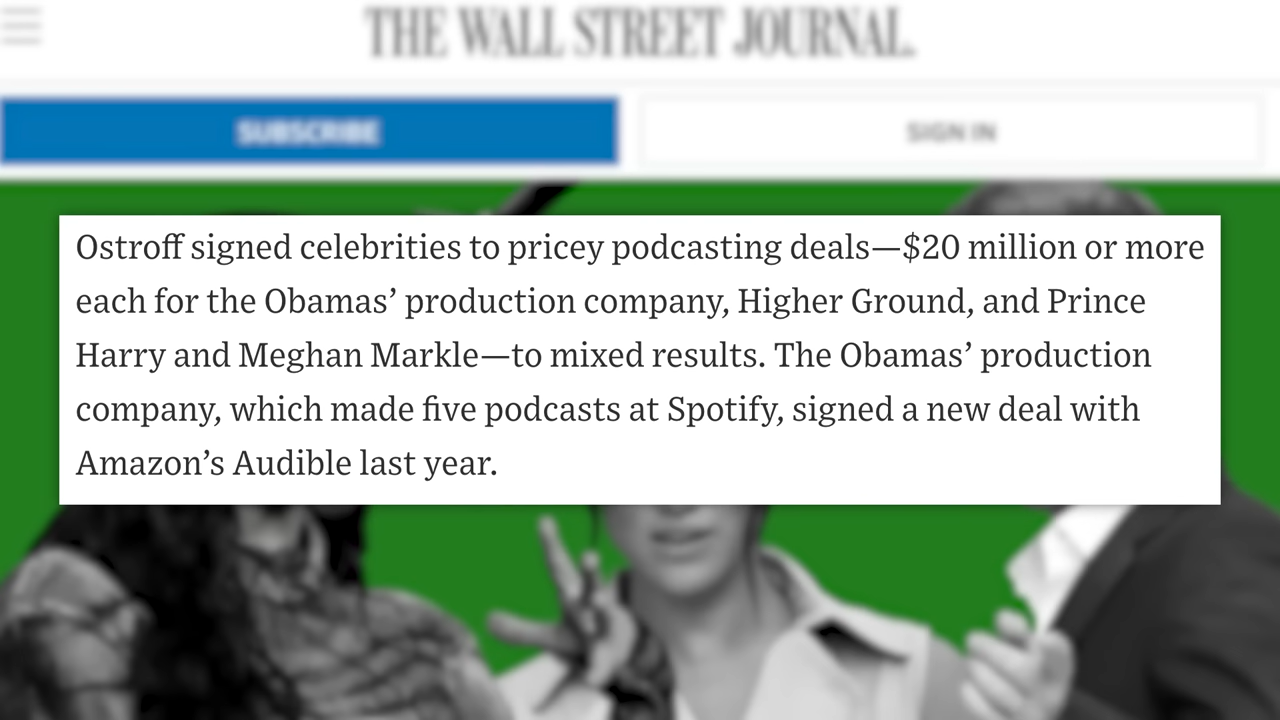 THE WALL STREET JOURNAL.
SUBSCRIBE
SIGN IN
Ostroff signed celebrities to pricey podcasting deals—$20 million or more
each for the Obamas’ production company, Higher Ground, and Prince
Harry and Meghan Markle—to mixed results. The Obamas’ production
company, which made five podcasts at Spotify, signed a new deal with
Amazon’s Audible last year.